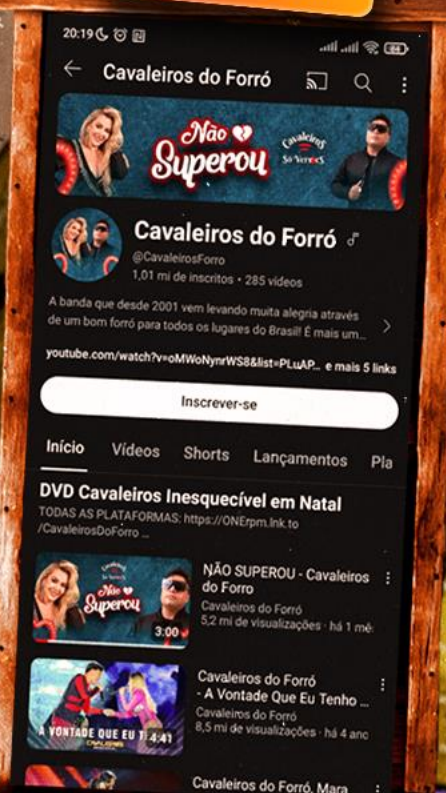 20:19
84
Cavaleiros do Forró
Não
Superou
Cavaleiros
Só Versões
Cavaleiros do Forró
@CavaleirosForro
1,01 mi de inscritos • 285 vídeos
A banda que desde 2001 vem levando muita alegria através
de um bom forró para todos os lugares do Brasil! É mais um...
youtube.com/watch?v=oMWoNynrWS8&list=PLuAP... e mais 5 links
Inscrever-se
Início Vídeos Shorts Lançamentos Pla
DVD Cavaleiros Inesquecível em Natal
TODAS AS PLATAFORMAS: https://ONErpm.lnk.to
/CavaleirosDoForro ...
Não
Superou
3:00
NÃO SUPEROU - Cavaleiros
do Forro
Cavaleiros do Forró
5,2 mi de visualizações · há 1 mê
A VONTADE QUE EU T
4:41
Cavaleiros do Forró
- A Vontade Que Eu Tenho ...
Cavaleiros do Forró
8,5 mi de visualizações · há 4 ano
Cavaleiros do Forró, Mara